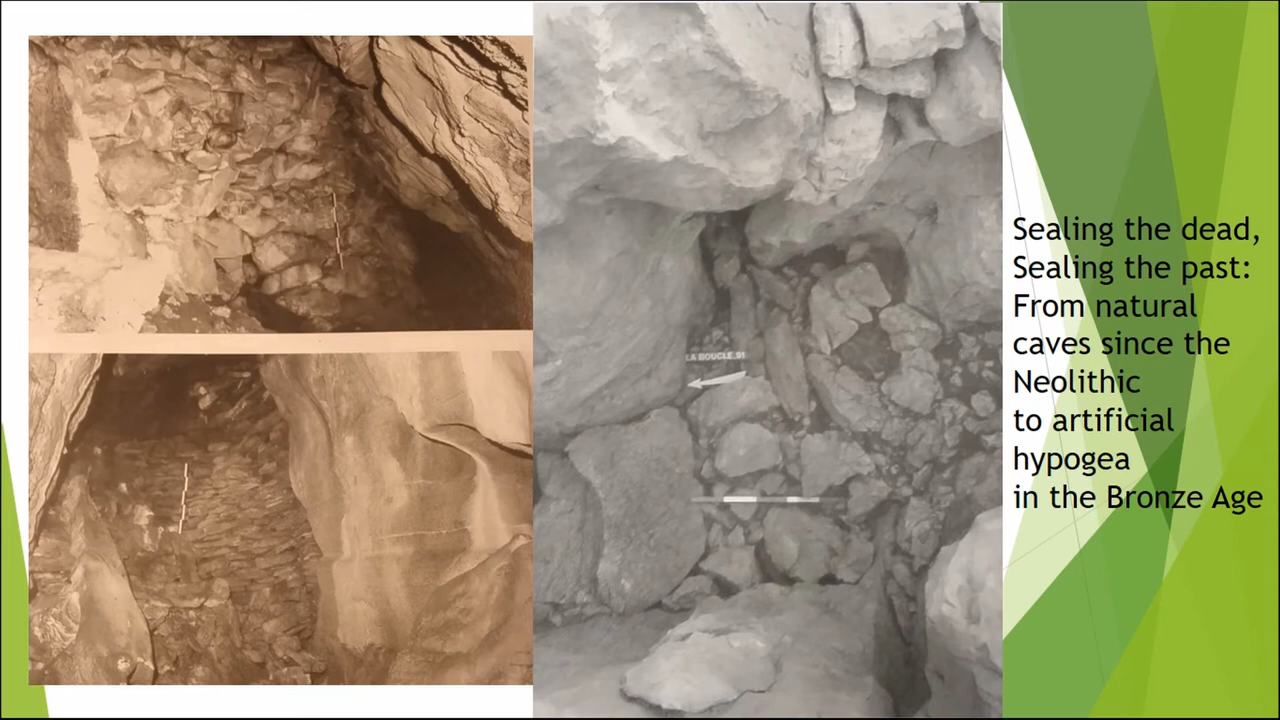 LA BOUCLE 01
Sealing the dead,
Sealing the past:
From natural
caves since the
Neolithic
to artificial
hypogea
in the Bronze Age